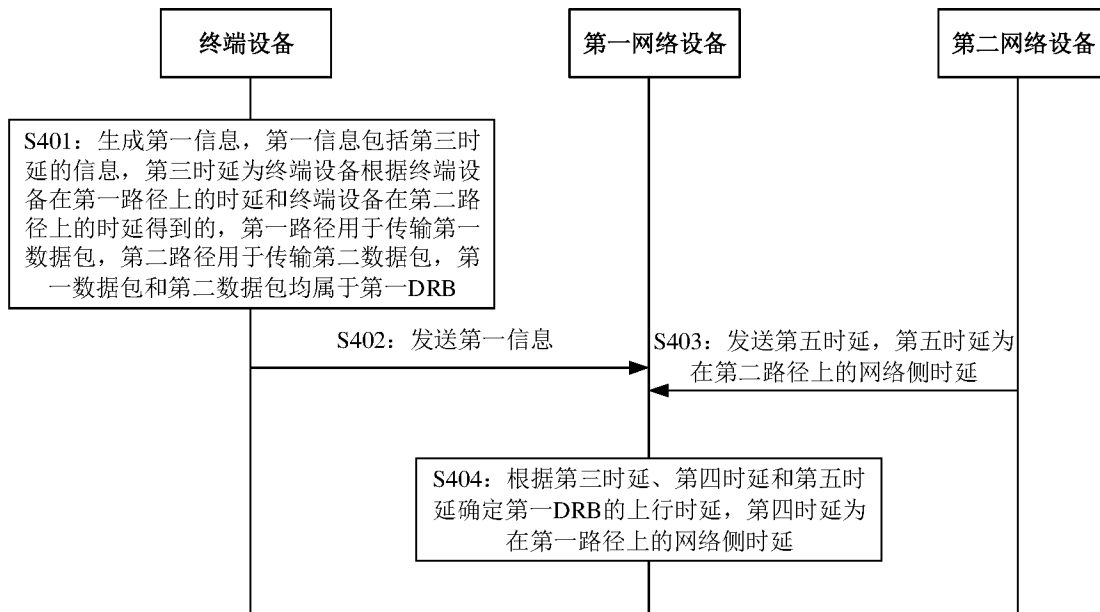 终端设备
第一网络设备
第二网络设备
S401：生成第一信息，第一信息包括第三时
延的信息，第三时延为终端设备根据终端设
备在第一路径上的时延和终端设备在第二路
径上的时延得到的，第一路径用于传输第一
数据包，第二路径用于传输第二数据包，第
一数据包和第二数据包均属于第一DRB
S402：发送第一信息
S403：发送第五时延，第五时延为
在第二路径上的网络侧时延
S404：根据第三时延、第四时延和第五时
延确定第一DRB的上行时延，第四时延为
在第一路径上的网络侧时延